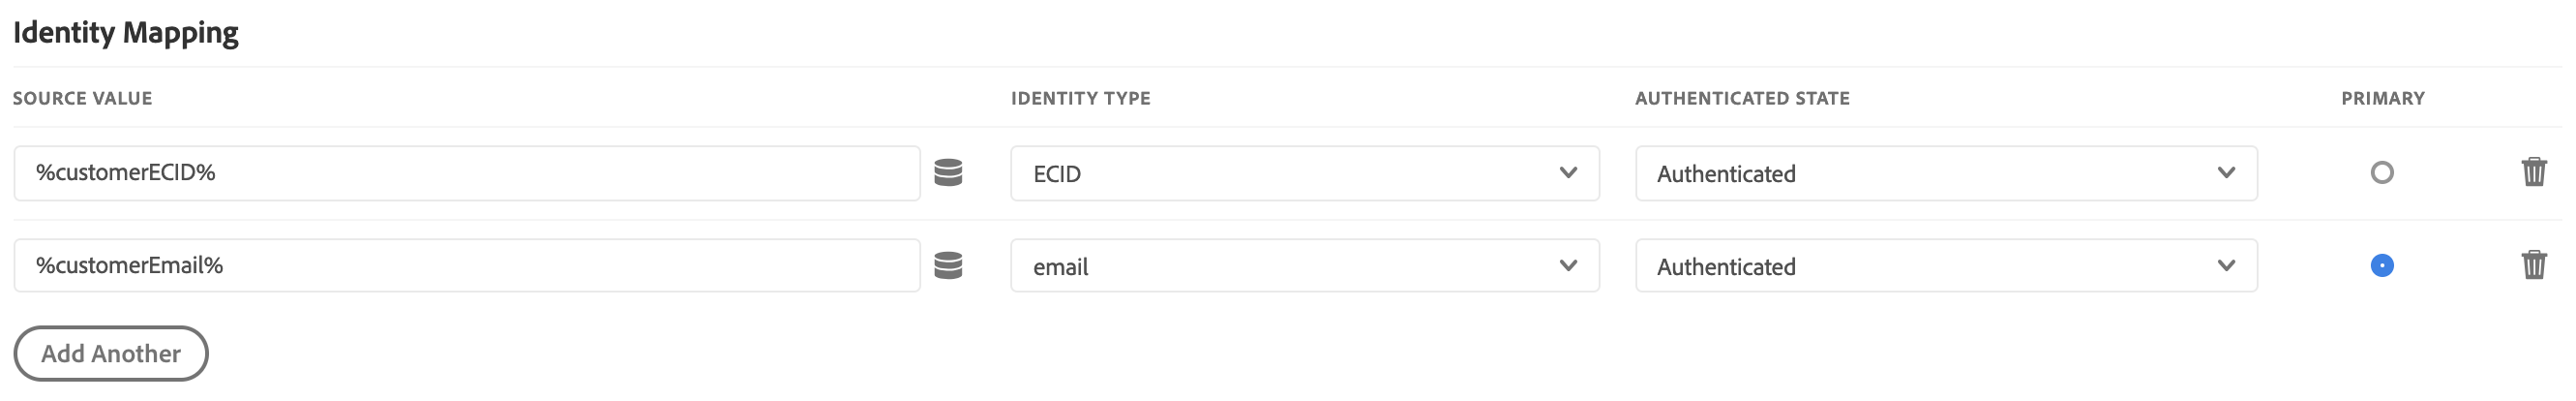 Identity Mapping
SOURCE VALUE IDENTITY TYPE AUTHENTICATED STATE PRIMARY
%customerECID% ECID Authenticated
%customerEmail% email Authenticated
Add Another